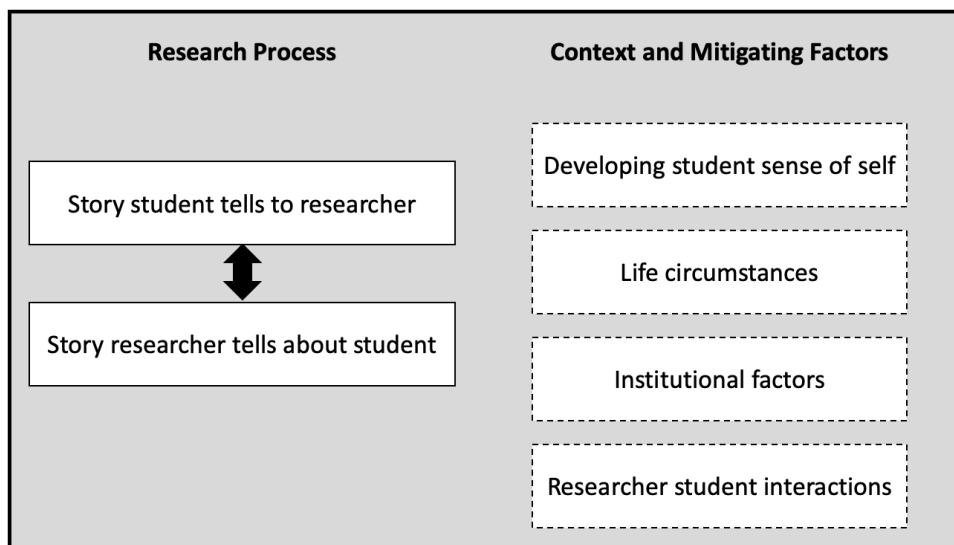 Research Process
Story student tells to researcher
Story researcher tells about student
Context and Mitigating Factors
Developing student sense of self
Life circumstances
Institutional factors
Researcher student interactions